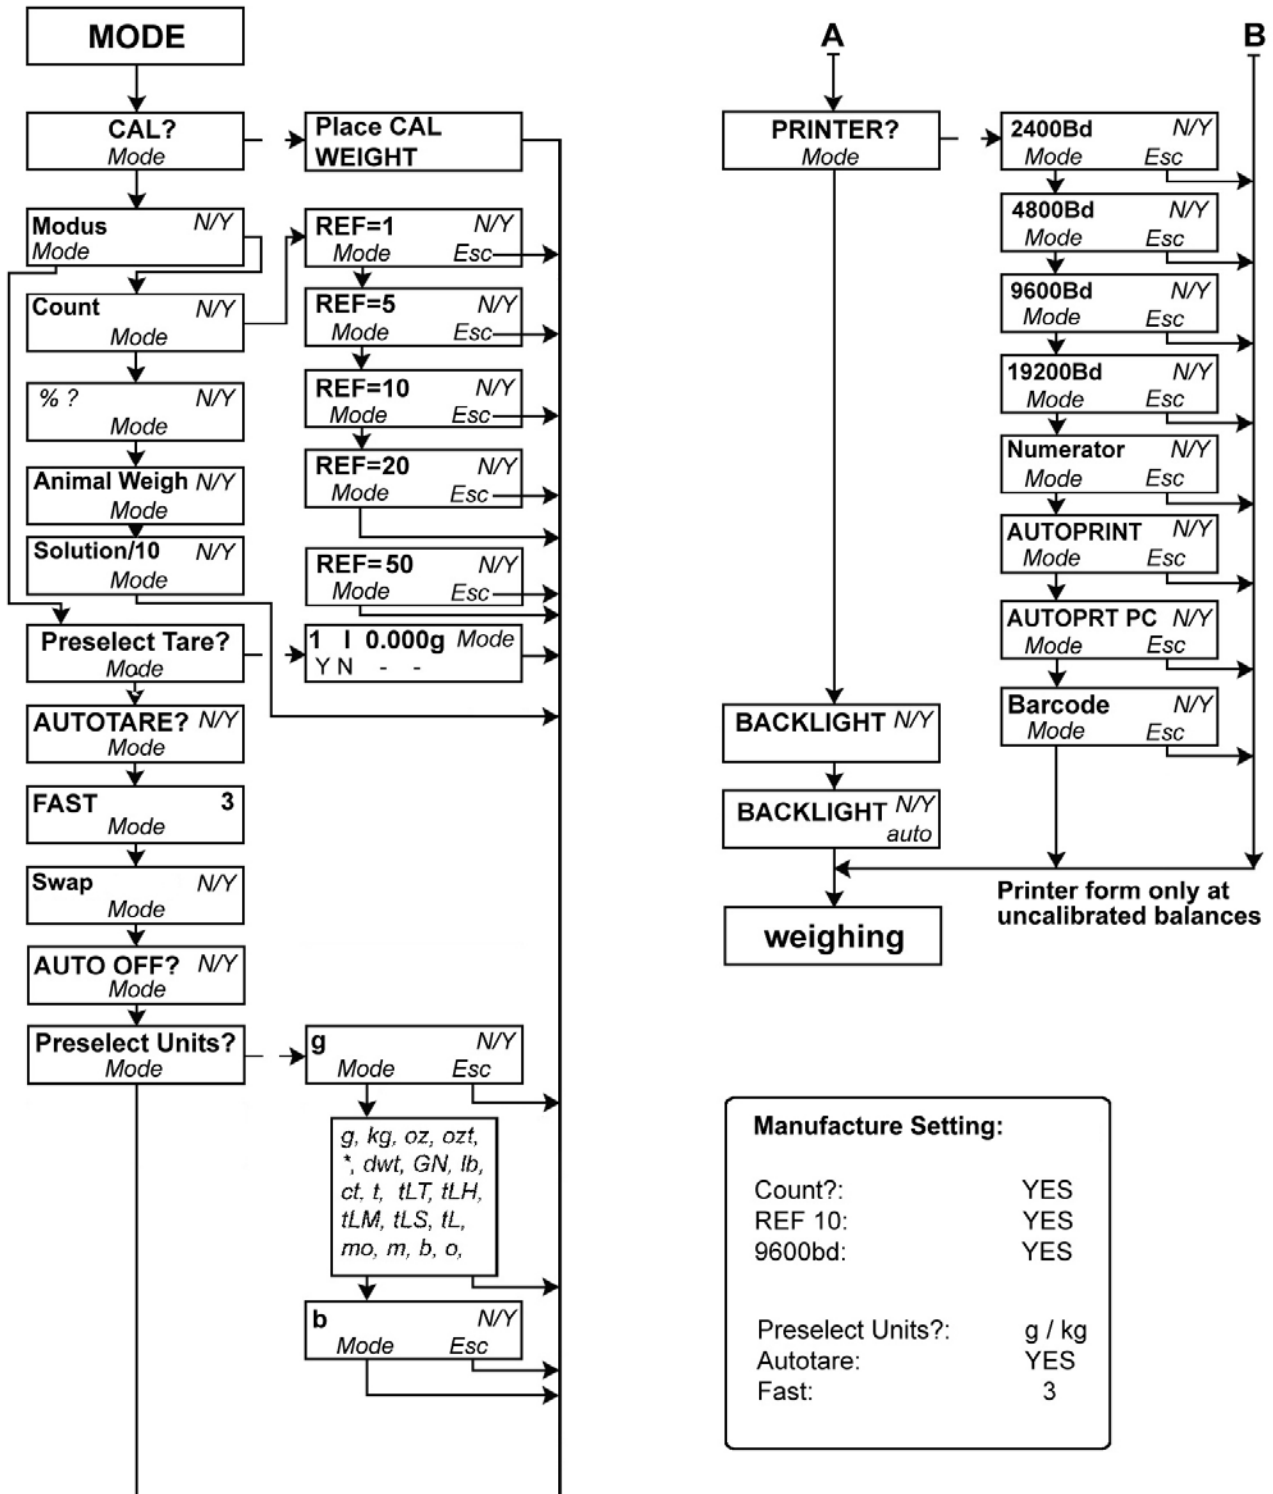 MODE
CAL?
Mode
Place CAL
WEIGHT
Modus N/Y
Mode
Count N/Y
Mode
% ? N/Y
Mode
Animal Weigh N/Y
Mode
Solution/10 N/Y
Mode
REF=1 N/Y
Mode Esc
REF=5 N/Y
Mode Esc
REF=10 N/Y
Mode Esc
REF=20 N/Y
Mode Esc
REF=50 N/Y
Mode Esc
Preselect Tare?
Mode
1 I 0.000g Mode
Y N - -
AUTOTARE? N/Y
Mode
FAST 3
Mode
Swap N/Y
Mode
AUTO OFF? N/Y
Mode
Preselect Units?
Mode
g N/Y
Mode Esc
g, kg, oz, ozt,
*, dwt, GN, lb,
ct, t, tLT, tLH,
tLM, tLS, tL,
mo, m, b, o,
b N/Y
Mode Esc
A
B
PRINTER?
Mode
2400Bd N/Y
Mode Esc
4800Bd N/Y
Mode Esc
9600Bd N/Y
Mode Esc
19200Bd N/Y
Mode Esc
Numerator N/Y
Mode Esc
AUTOPRINT N/Y
Mode Esc
AUTOPRT PC N/Y
Mode Esc
Barcode N/Y
Mode Esc
BACKLIGHT N/Y
BACKLIGHT N/Y
auto
Printer form only at
uncalibrated balances
weighing
Manufacture Setting:
Count?: YES
REF 10: YES
9600bd: YES
Preselect Units?: g / kg
Autotare: YES
Fast: 3